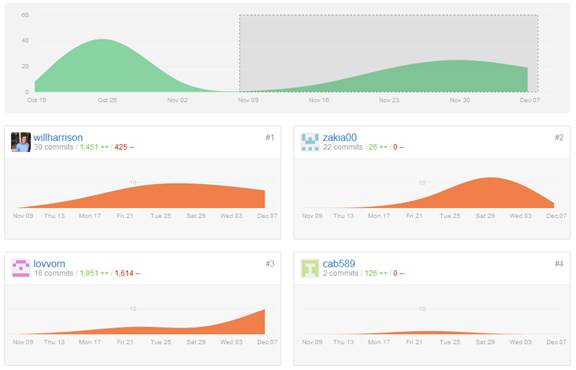 60
40
20
0
Oct 19 Oct 26 Nov 02 Nov 09 Nov 16 Nov 23 Nov 30 Dec 07
willharrison #1
30 commits / 1,451 ++ / 425 --
10
Nov 09 Thu 13 Mon 17 Fri 21 Tue 25 Sat 29 Wed 03 Dec 07
zakia00 #2
22 commits / 26 ++ / 0 --
10
Nov 09 Thu 13 Mon 17 Fri 21 Tue 25 Sat 29 Wed 03 Dec 07
lovvorn #3
16 commits / 1,951 ++ / 1,614 --
10
Nov 09 Thu 13 Mon 17 Fri 21 Tue 25 Sat 29 Wed 03 Dec 07
cab589 #4
2 commits / 126 ++ / 0 --
10
Nov 09 Thu 13 Mon 17 Fri 21 Tue 25 Sat 29 Wed 03 Dec 07